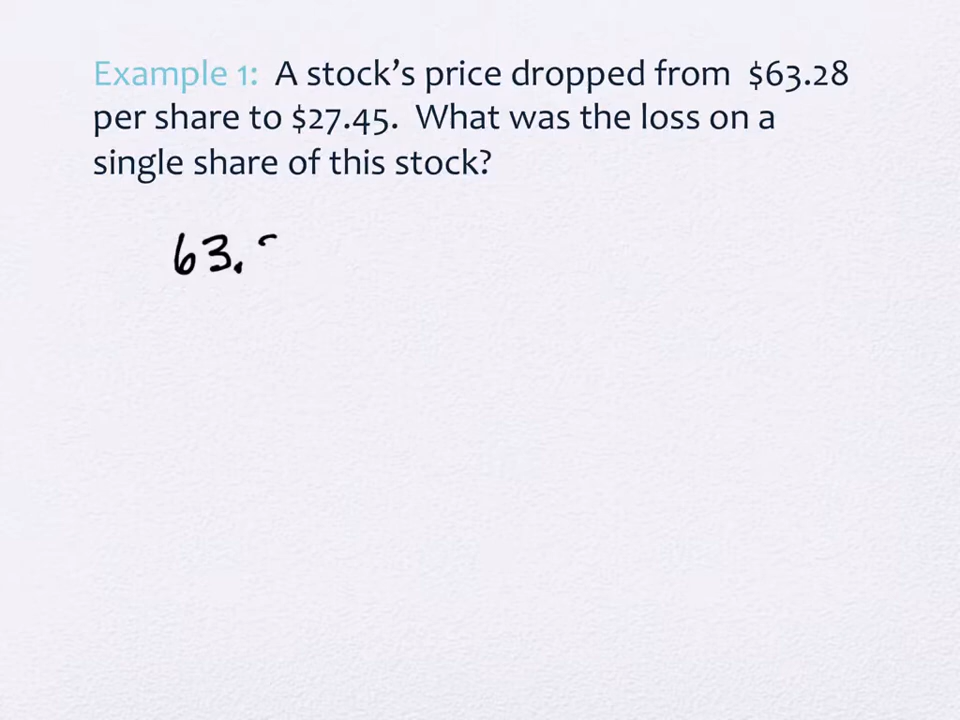 Example 1: A stock's price dropped from $63.28
per share to $27.45. What was the loss on a
single share of this stock?
63.